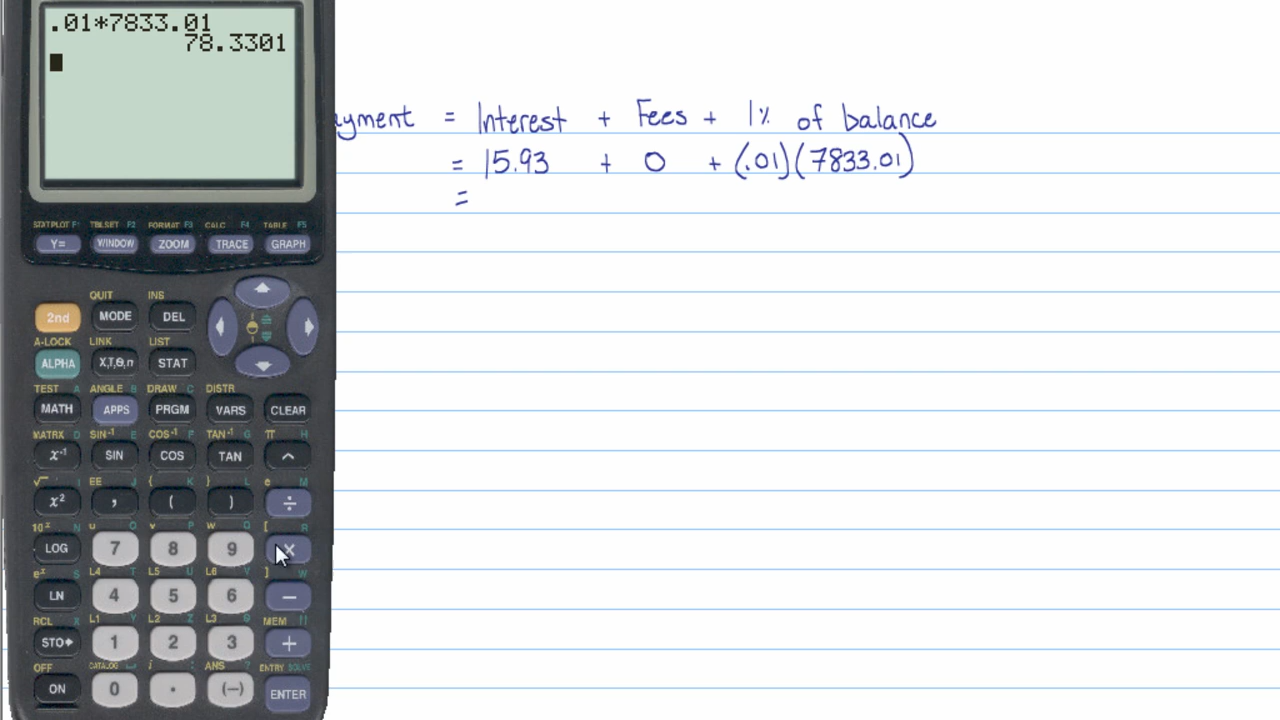 .01*7833.01
78.3301
yment = Interest + Fees + 1% of balance
= 15.93 + 0 + (.01)(7833.01)
=
STATPLOT F1 TBLSET F2 FORMAT F3 CALC F4 TABLE F5
Y= WINDOW ZOOM TRACE GRAPH
QUIT INS
2nd MODE DEL
A-LOCK LINK LIST
ALPHA X,T,Θ,n STAT
TEST A ANGLE B DRAW C DISTR
MATH APPS PRGM VARS CLEAR
MATRX D SIN-1 E COS-1 F TAN-1 G π H
x-1 SIN COS TAN ^
√ I EE J { K } L e M
x2 , ( ) ÷
10x N u O v P w Q [ R
LOG 7 8 9 ×
ex S L4 T L5 U L6 V ] W
LN 4 5 6 −
RCL X L1 Y L2 Z L3 Θ MEM "
STO 1 2 3 +
OFF CATALOG i : ANS ? ENTRY SOLVE
ON 0 . (−) ENTER